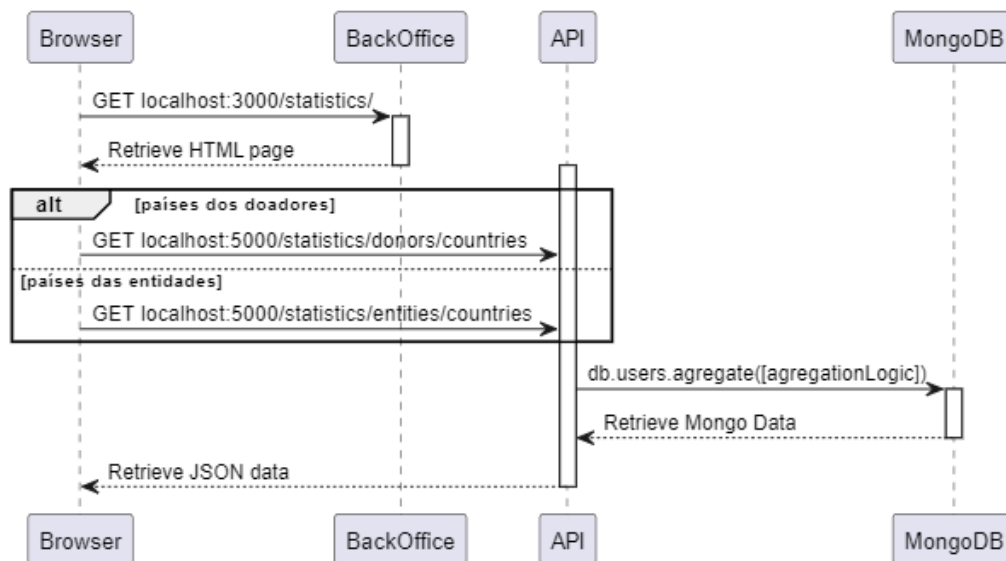 Browser BackOffice API MongoDB
GET localhost:3000/statistics/
Retrieve HTML page
alt [países dos doadores]
GET localhost:5000/statistics/donors/countries
[países das entidades]
GET localhost:5000/statistics/entities/countries
db.users.agregate([agregationLogic])
Retrieve Mongo Data
Retrieve JSON data
Browser BackOffice API MongoDB